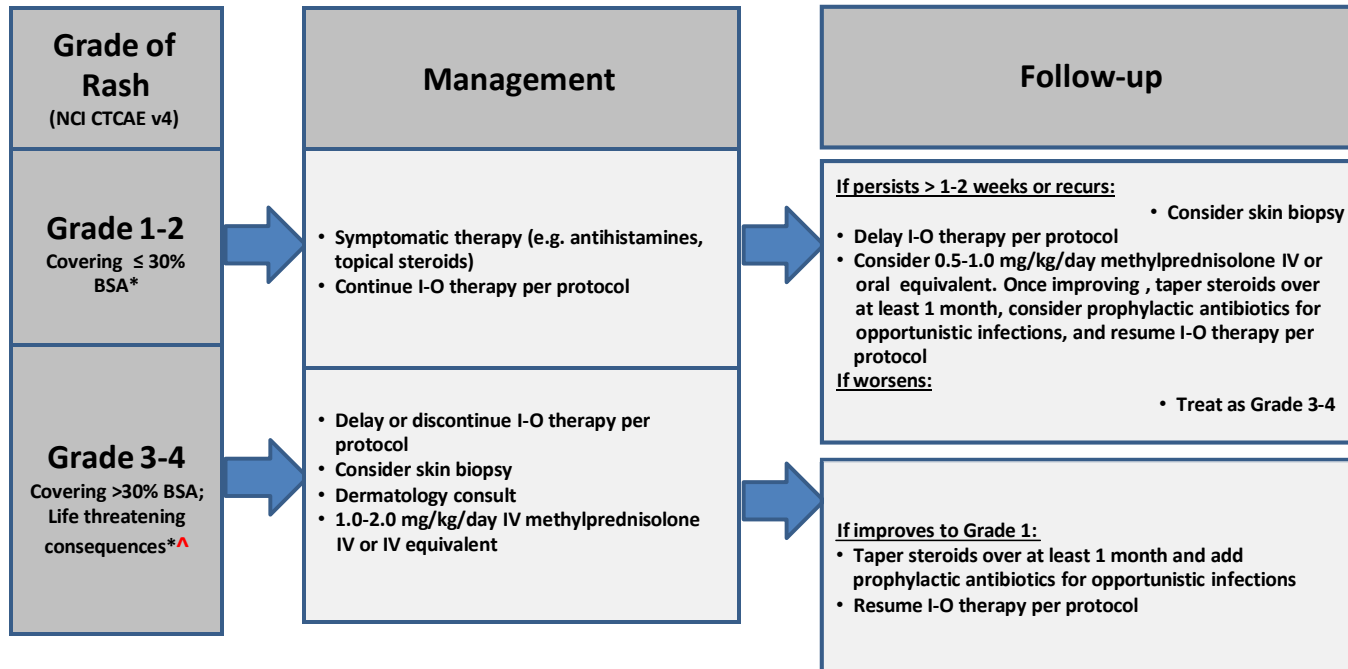 Grade of
Rash
(NCI CTCAE v4)
Management
Follow-up
Grade 1-2
Covering ≤ 30%
BSA*
• Symptomatic therapy (e.g. antihistamines,
topical steroids)
• Continue I-O therapy per protocol
If persists > 1-2 weeks or recurs:
• Consider skin biopsy
• Delay I-O therapy per protocol
• Consider 0.5-1.0 mg/kg/day methylprednisolone IV or
oral equivalent. Once improving , taper steroids over
at least 1 month, consider prophylactic antibiotics for
opportunistic infections, and resume I-O therapy per
protocol
If worsens:
• Treat as Grade 3-4
Grade 3-4
Covering >30% BSA;
Life threatening
consequences*^
• Delay or discontinue I-O therapy per
protocol
• Consider skin biopsy
• Dermatology consult
• 1.0-2.0 mg/kg/day IV methylprednisolone
IV or IV equivalent
If improves to Grade 1:
• Taper steroids over at least 1 month and add
prophylactic antibiotics for opportunistic infections
• Resume I-O therapy per protocol